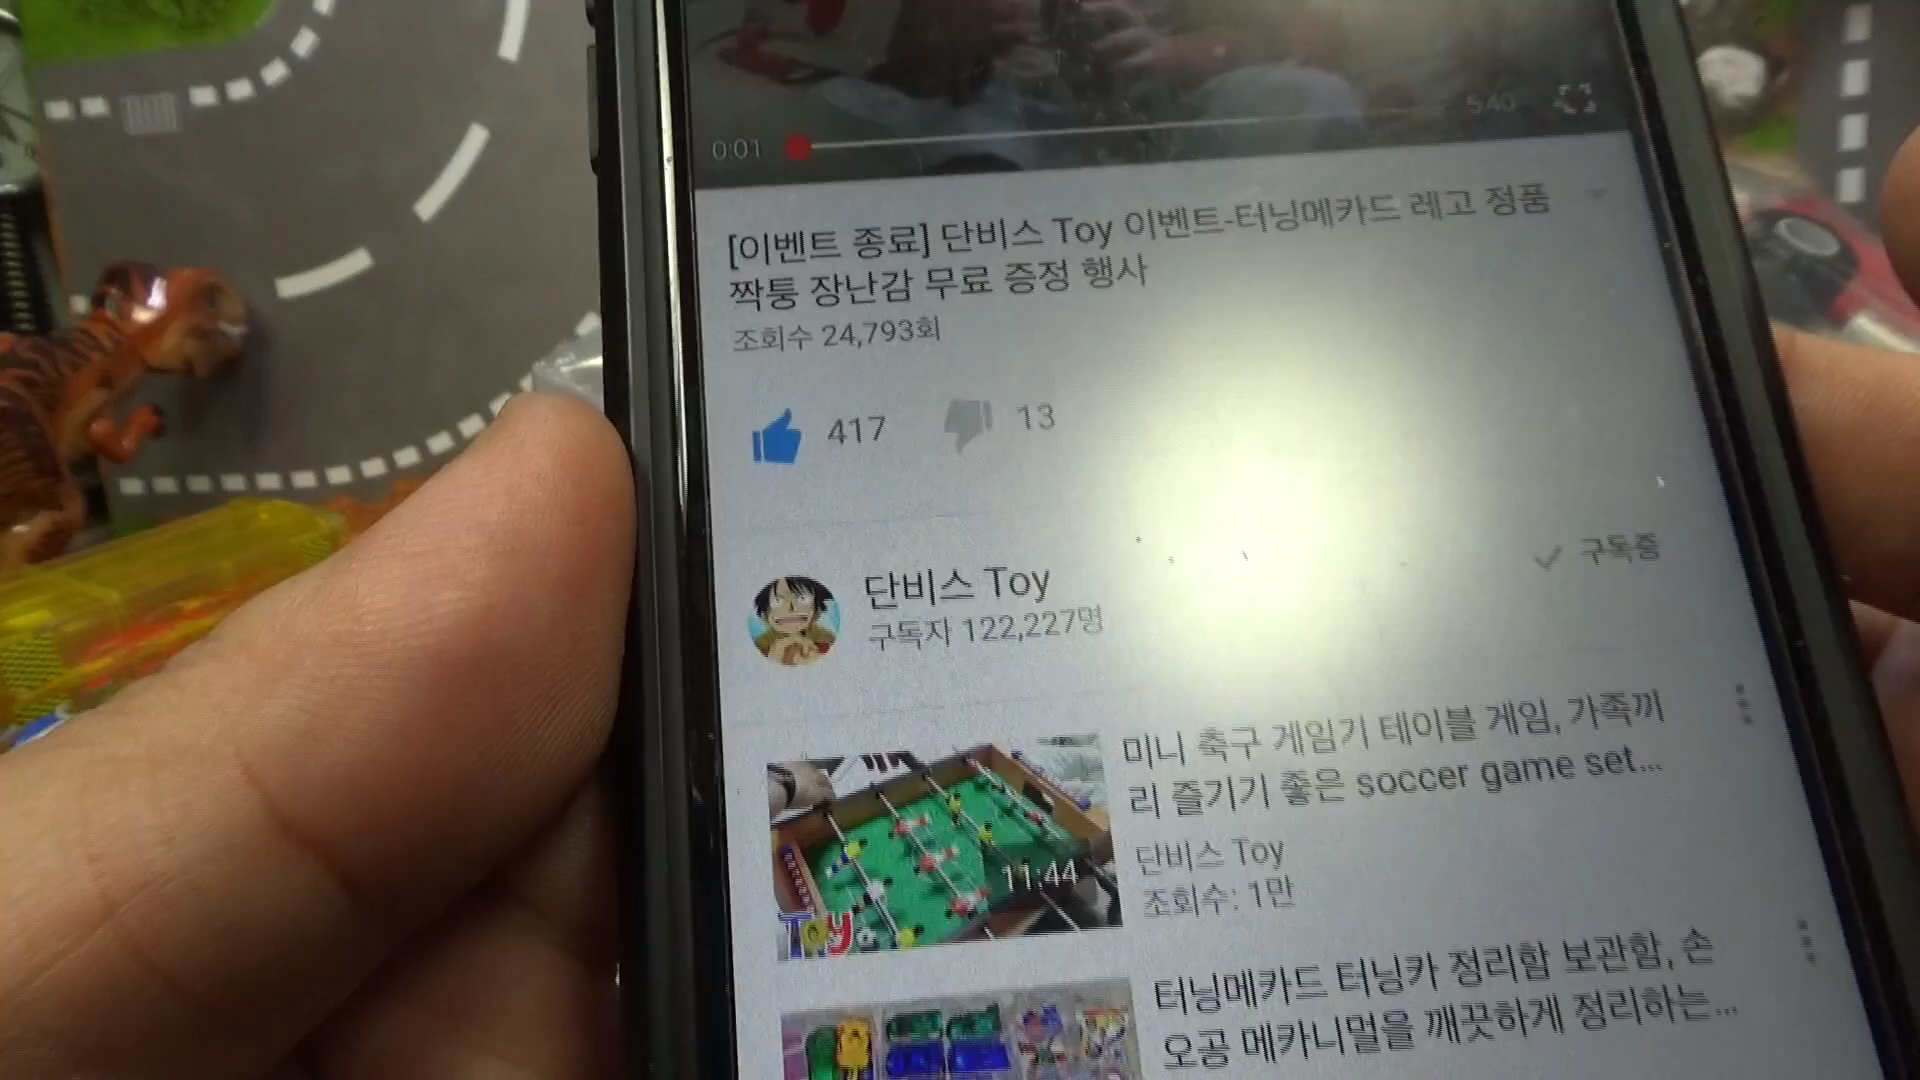 0:01
5:40
[이벤트 종료] 단비스 Toy 이벤트-터닝메카드 레고 정품
짝퉁 장난감 무료 증정 행사
조회수 24,793회
417
13
단비스 Toy
구독자 122,227명
구독중
미니 축구 게임기 테이블 게임, 가족끼
리 즐기기 좋은 soccer game set...
단비스 Toy
조회수: 1만
11:44
Toy
터닝메카드 터닝카 정리함 보관함, 손
오공 메카니멀을 깨끗하게 정리하는...